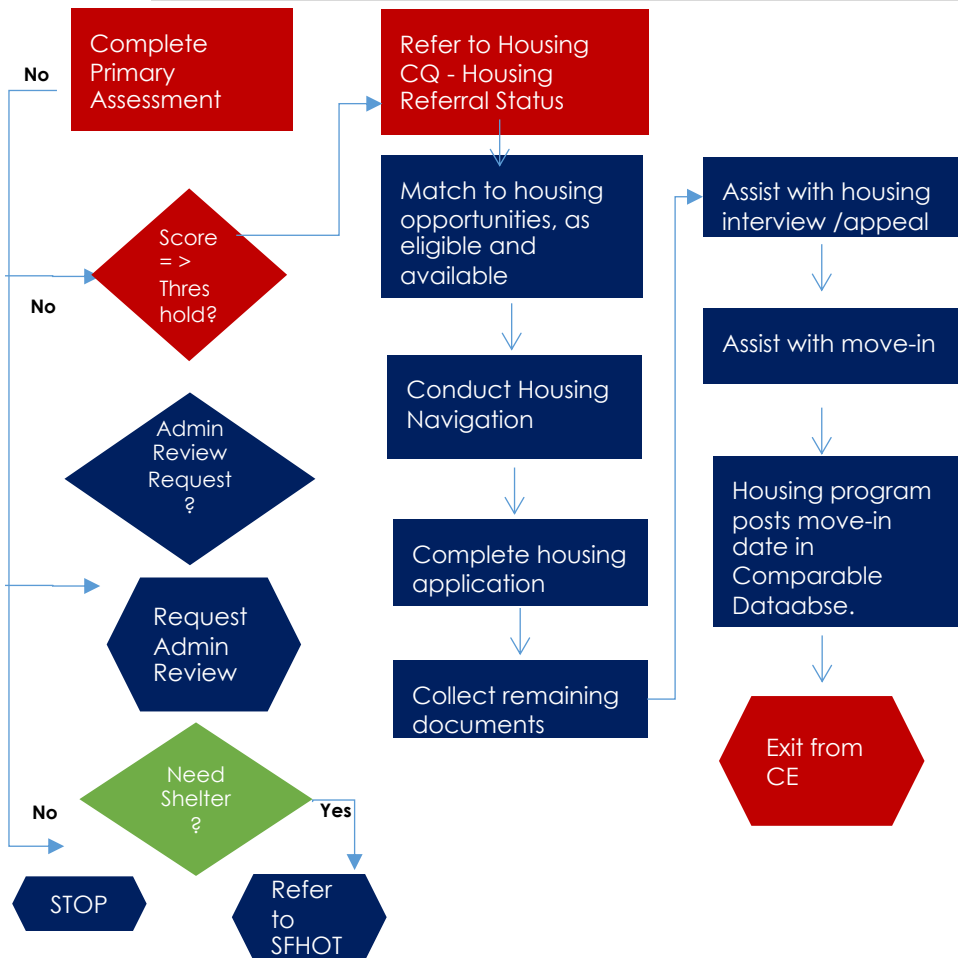 No
Complete
Primary
Assessment
No
Score
= >
Thres
hold?
Admin
Review
Request
?
Request
Admin
Review
Need
Shelter
?
No
Yes
STOP
Refer
to
SFHOT
Refer to Housing
CQ - Housing
Referral Status
Match to housing
opportunities, as
eligible and
available
Conduct Housing
Navigation
Complete housing
application
Collect remaining
documents
Assist with housing
interview /appeal
Assist with move-in
Housing program
posts move-in
date in
Comparable
Dataabse.
Exit from
CE